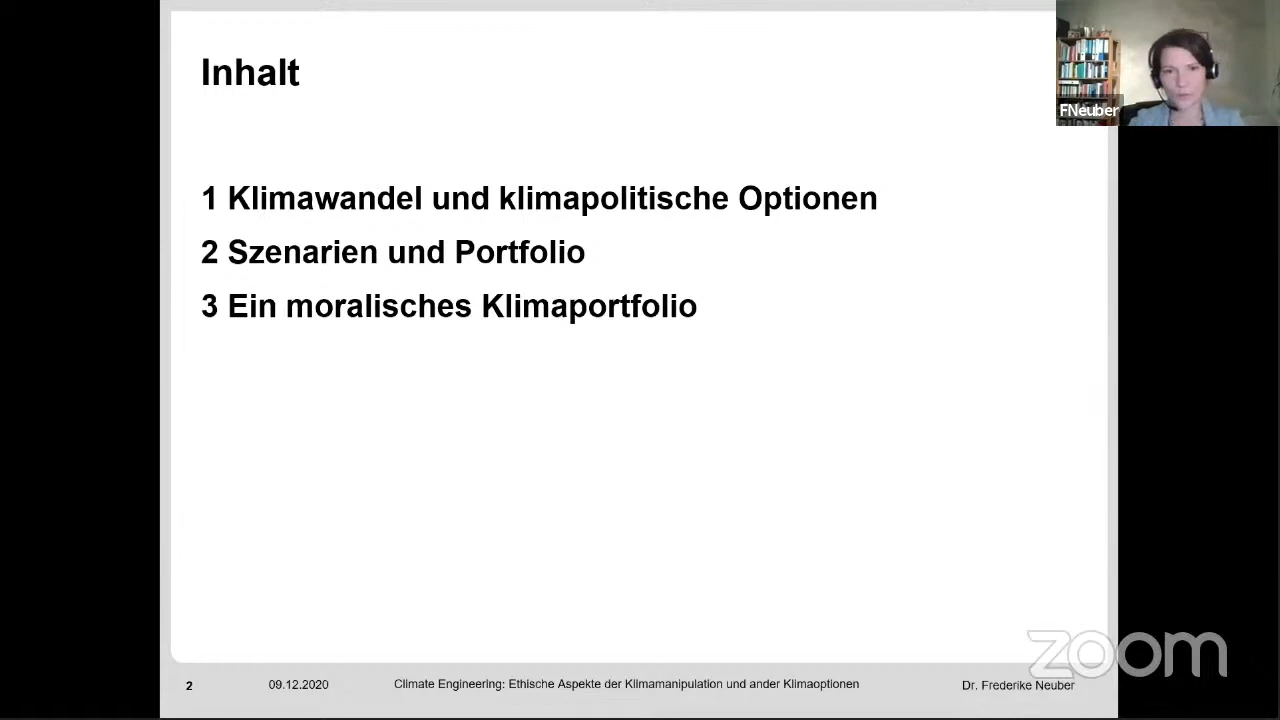 Inhalt
FNeuber
1 Klimawandel und klimapolitische Optionen
2 Szenarien und Portfolio
3 Ein moralisches Klimaportfolio
zoom
2
09.12.2020
Climate Engineering: Ethische Aspekte der Klimamanipulation und ander Klimaoptionen
Dr. Frederike Neuber